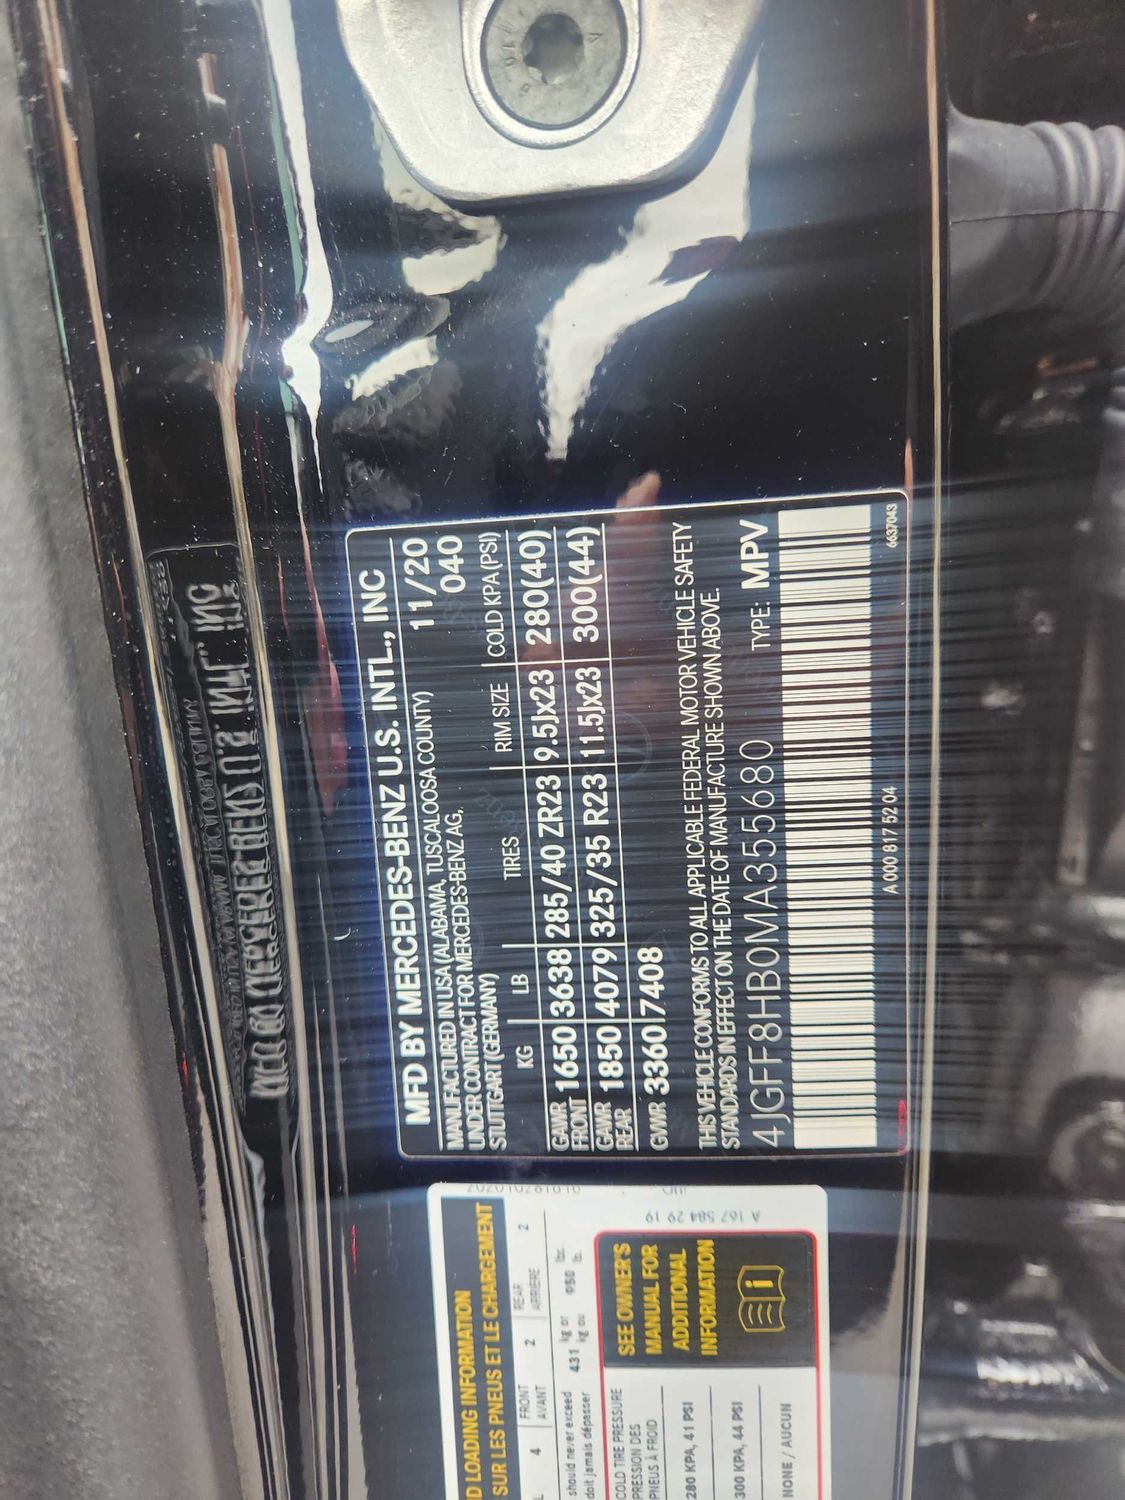 MFD BY MERCEDES-BENZ U.S. INTL., INC
MANUFACTURED IN USA (ALABAMA, TUSCALOOSA COUNTY) 11/20
UNDER CONTRACT FOR MERCEDES-BENZ AG, 040
STUTTGART (GERMANY)
KG LB TIRES RIM SIZE COLD KPA (PSI)
GAWR FRONT 1650 3638 285/40 ZR23 9.5Jx23 280(40)
GAWR REAR 1850 4079 325/35 R23 11.5Jx23 300(44)
GVWR 3360 7408
THIS VEHICLE CONFORMS TO ALL APPLICABLE FEDERAL MOTOR VEHICLE SAFETY
STANDARDS IN EFFECT ON THE DATE OF MANUFACTURE SHOWN ABOVE.
4JGFF8HB0MA355680 TYPE: MPV
A 000 817 52 04
6637043
LOADING INFORMATION
SUR LES PNEUS ET LE CHARGEMENT
4 FRONT 2 REAR 2
AVANT ARRIÈRE
should never exceed 431 kg or 950 lbs.
doit jamais dépasser kg ou lb.
COLD TIRE PRESSURE
PRESSION DES
PNEUS À FROID
280 KPA, 41 PSI
300 KPA, 44 PSI
NONE / AUCUN
SEE OWNER'S
MANUAL FOR
ADDITIONAL
INFORMATION
A 167 584 29 19